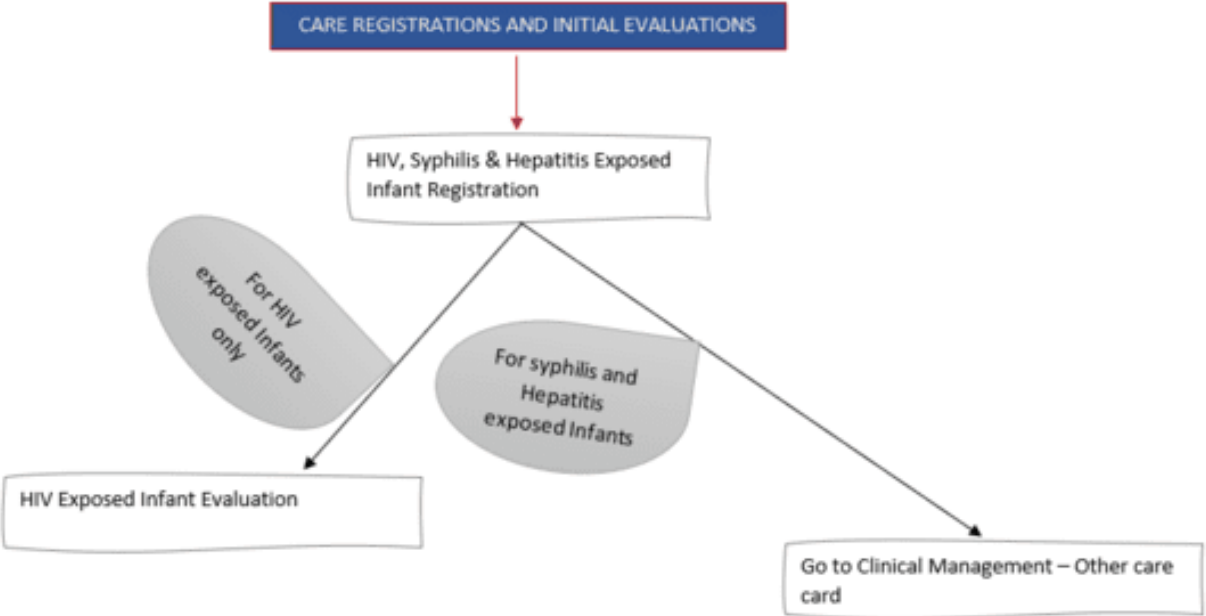 CARE REGISTRATIONS AND INITIAL EVALUATIONS
HIV, Syphilis & Hepatitis Exposed
Infant Registration
For HIV
exposed Infants
only
For syphilis and
Hepatitis
exposed Infants
HIV Exposed Infant Evaluation
Go to Clinical Management – Other care
card